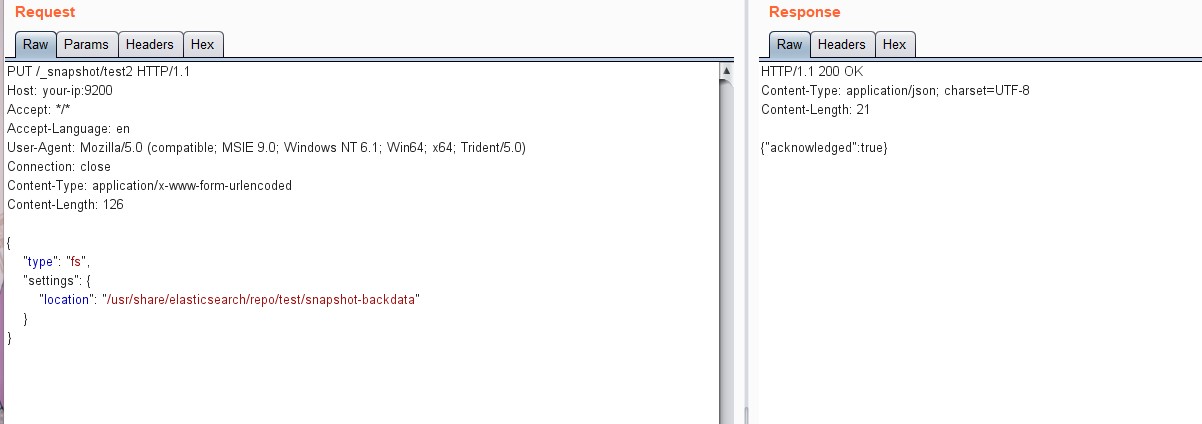 Request
Raw Params Headers Hex
PUT /_snapshot/test2 HTTP/1.1
Host: your-ip:9200
Accept: */*
Accept-Language: en
User-Agent: Mozilla/5.0 (compatible; MSIE 9.0; Windows NT 6.1; Win64; x64; Trident/5.0)
Connection: close
Content-Type: application/x-www-form-urlencoded
Content-Length: 126
{
"type": "fs",
"settings": {
"location": "/usr/share/elasticsearch/repo/test/snapshot-backdata"
}
}
Response
Raw Headers Hex
HTTP/1.1 200 OK
Content-Type: application/json; charset=UTF-8
Content-Length: 21
{"acknowledged":true}